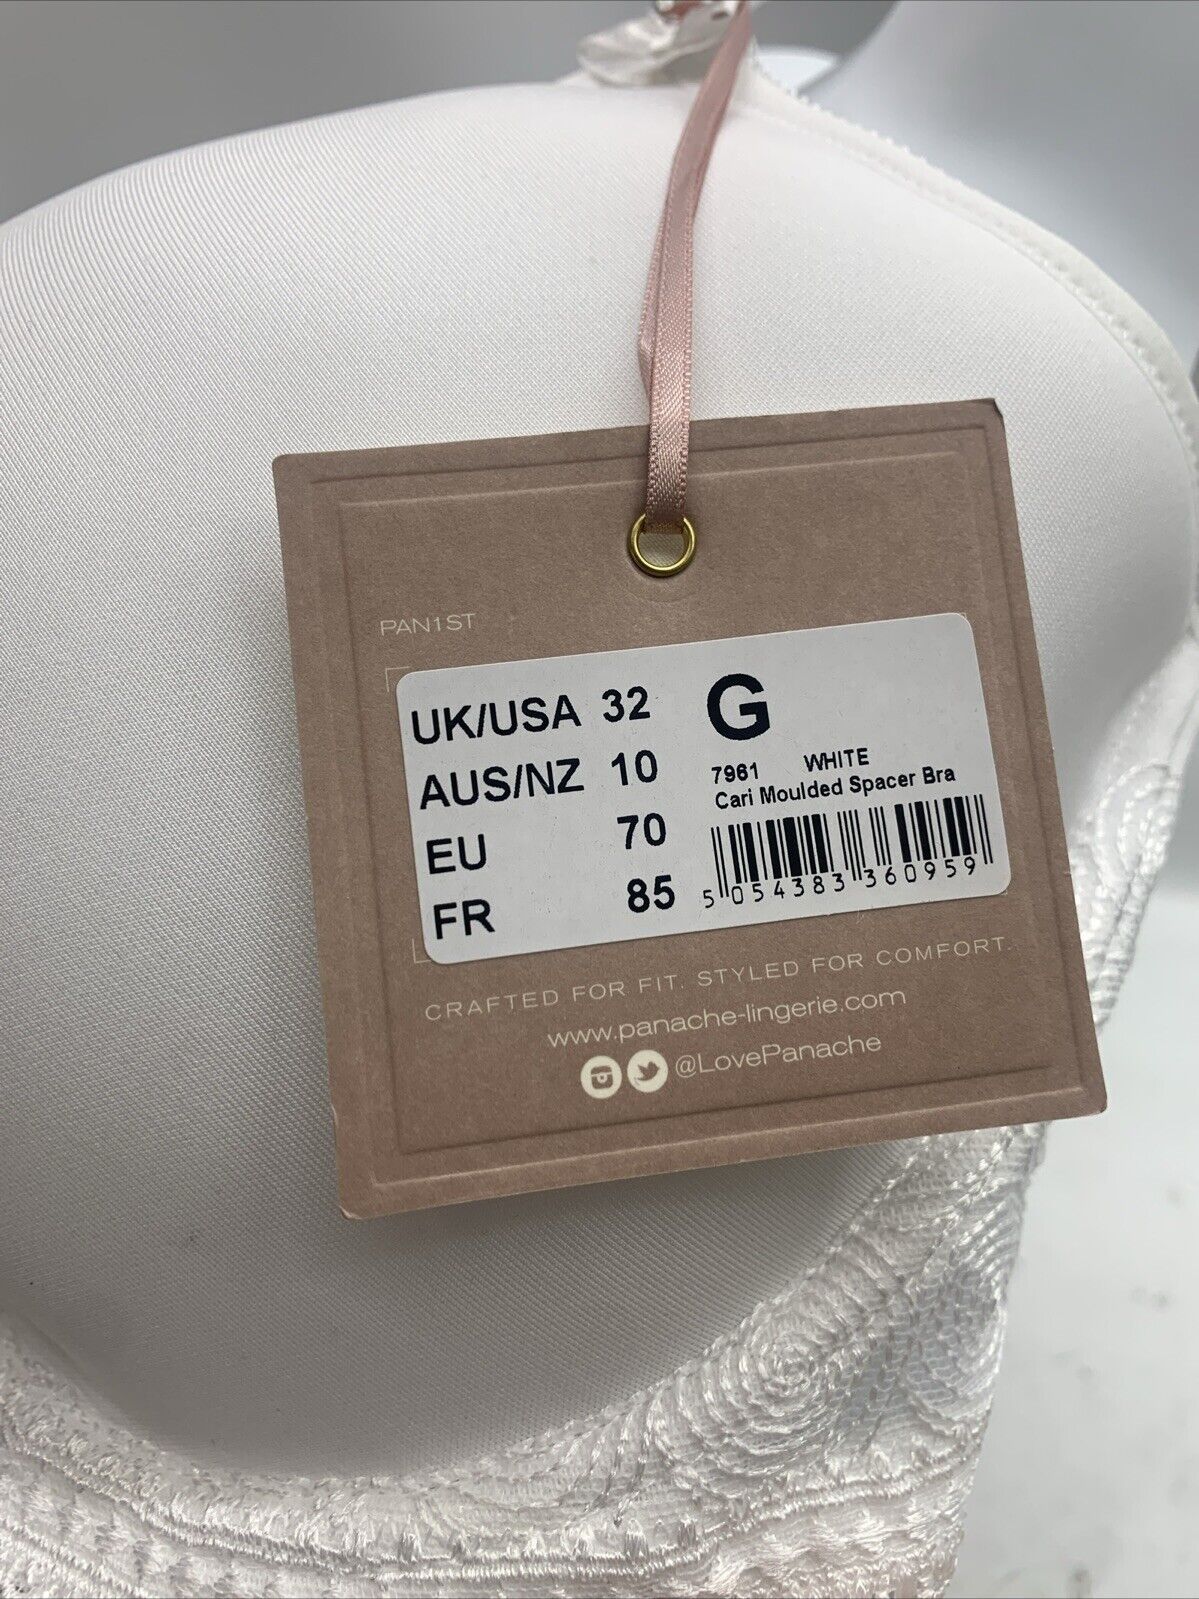 PAN1ST
UK/USA 32 G
AUS/NZ 10
7961 WHITE
Cari Moulded Spacer Bra
EU 70
FR 85
5 054383 360959
CRAFTED FOR FIT. STYLED FOR COMFORT.
www.panache-lingerie.com
@LovePanache